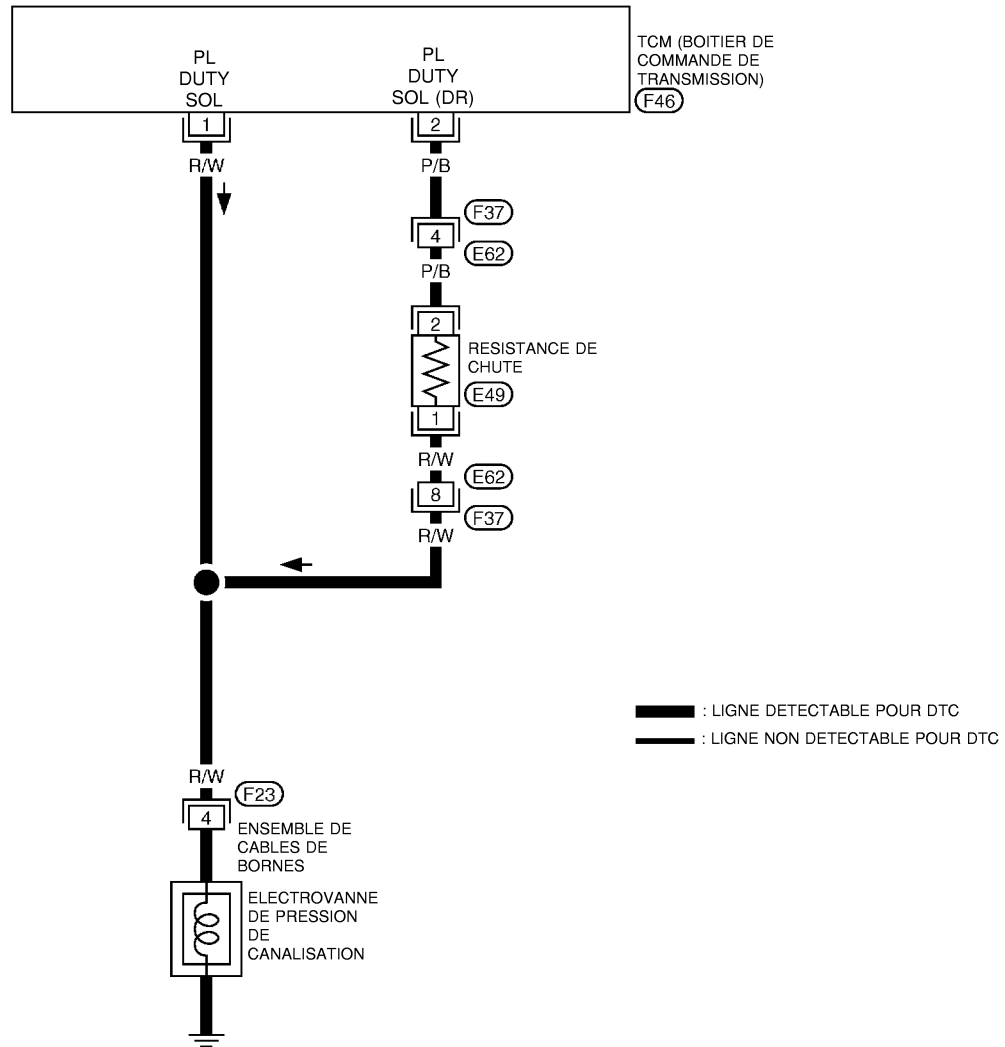 PL
DUTY
SOL
PL
DUTY
SOL (DR)
TCM (BOITIER DE
COMMANDE DE
TRANSMISSION)
F46
1
2
R/W
P/B
F37
4
E62
P/B
2
RESISTANCE DE
CHUTE
E49
1
R/W
E62
8
F37
R/W
: LIGNE DETECTABLE POUR DTC
: LIGNE NON DETECTABLE POUR DTC
R/W
F23
4
ENSEMBLE DE
CABLES DE
BORNES
ELECTROVANNE
DE PRESSION
DE
CANALISATION